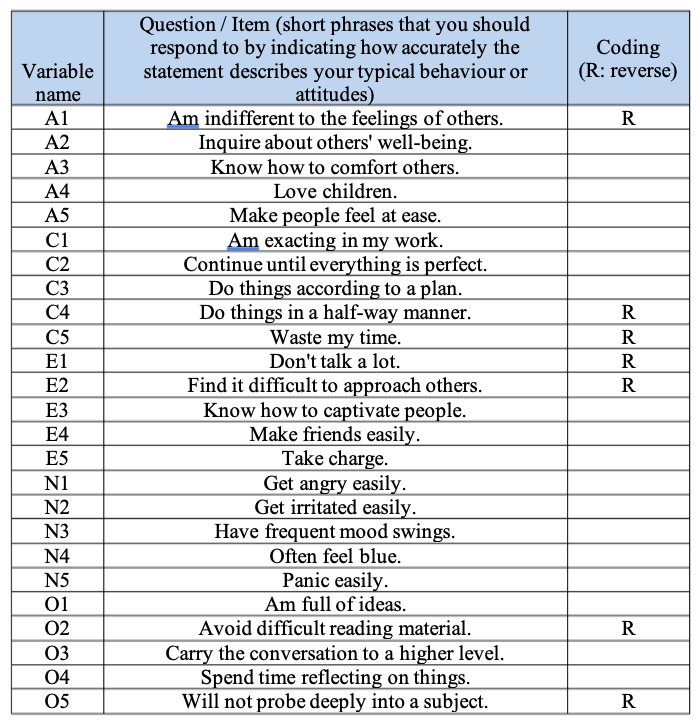 Variable name
Question / Item (short phrases that you should respond to by indicating how accurately the statement describes your typical behaviour or attitudes)
Coding (R: reverse)
A1 Am indifferent to the feelings of others. R
A2 Inquire about others' well-being.
A3 Know how to comfort others.
A4 Love children.
A5 Make people feel at ease.
C1 Am exacting in my work.
C2 Continue until everything is perfect.
C3 Do things according to a plan.
C4 Do things in a half-way manner. R
C5 Waste my time. R
E1 Don't talk a lot. R
E2 Find it difficult to approach others. R
E3 Know how to captivate people.
E4 Make friends easily.
E5 Take charge.
N1 Get angry easily.
N2 Get irritated easily.
N3 Have frequent mood swings.
N4 Often feel blue.
N5 Panic easily.
O1 Am full of ideas.
O2 Avoid difficult reading material. R
O3 Carry the conversation to a higher level.
O4 Spend time reflecting on things.
O5 Will not probe deeply into a subject. R